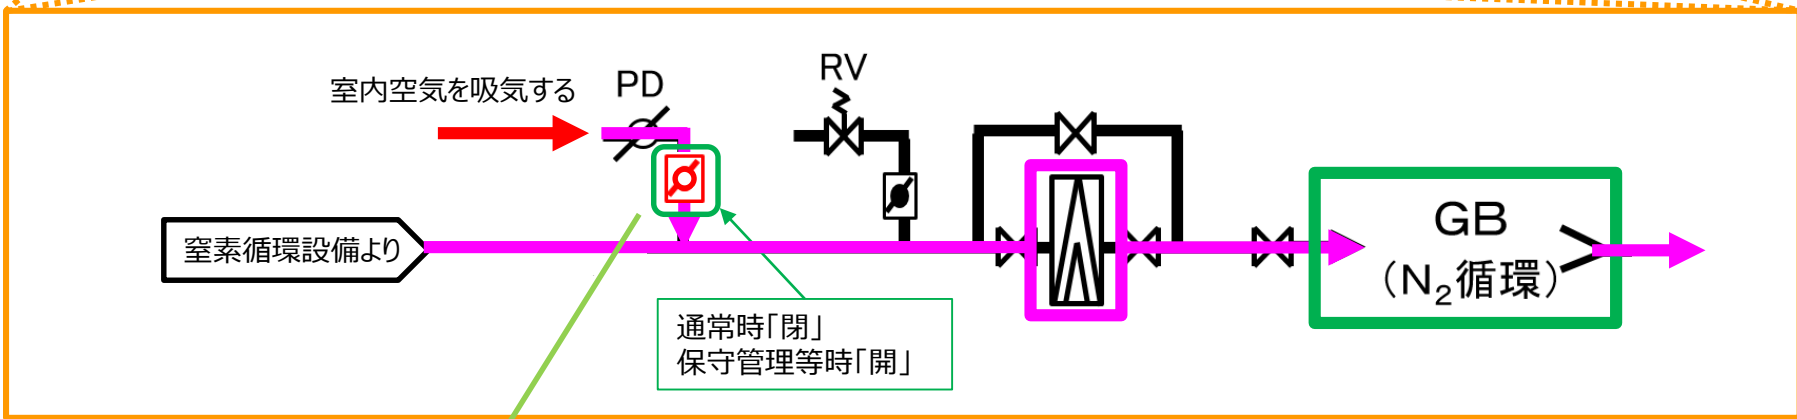 RV
PD
室内空気を吸気する
窒素循環設備より
GB
（N₂循環）
通常時「閉」
保守管理等時「開」